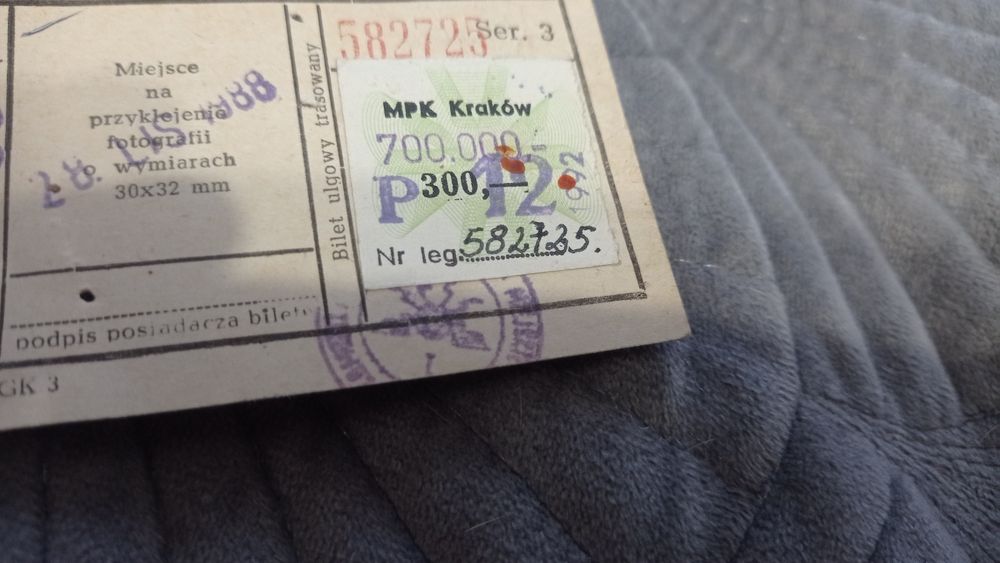 Miejsce
na
przyklejenie
fotografii
o wymiarach
30x32 mm
podpis posiadacza biletu
GK 3
Bilet ulgowy trasowany
582725
Ser. 3
MPK Kraków
700.000,-
P 12
300,—
1992
Nr leg. 582725.